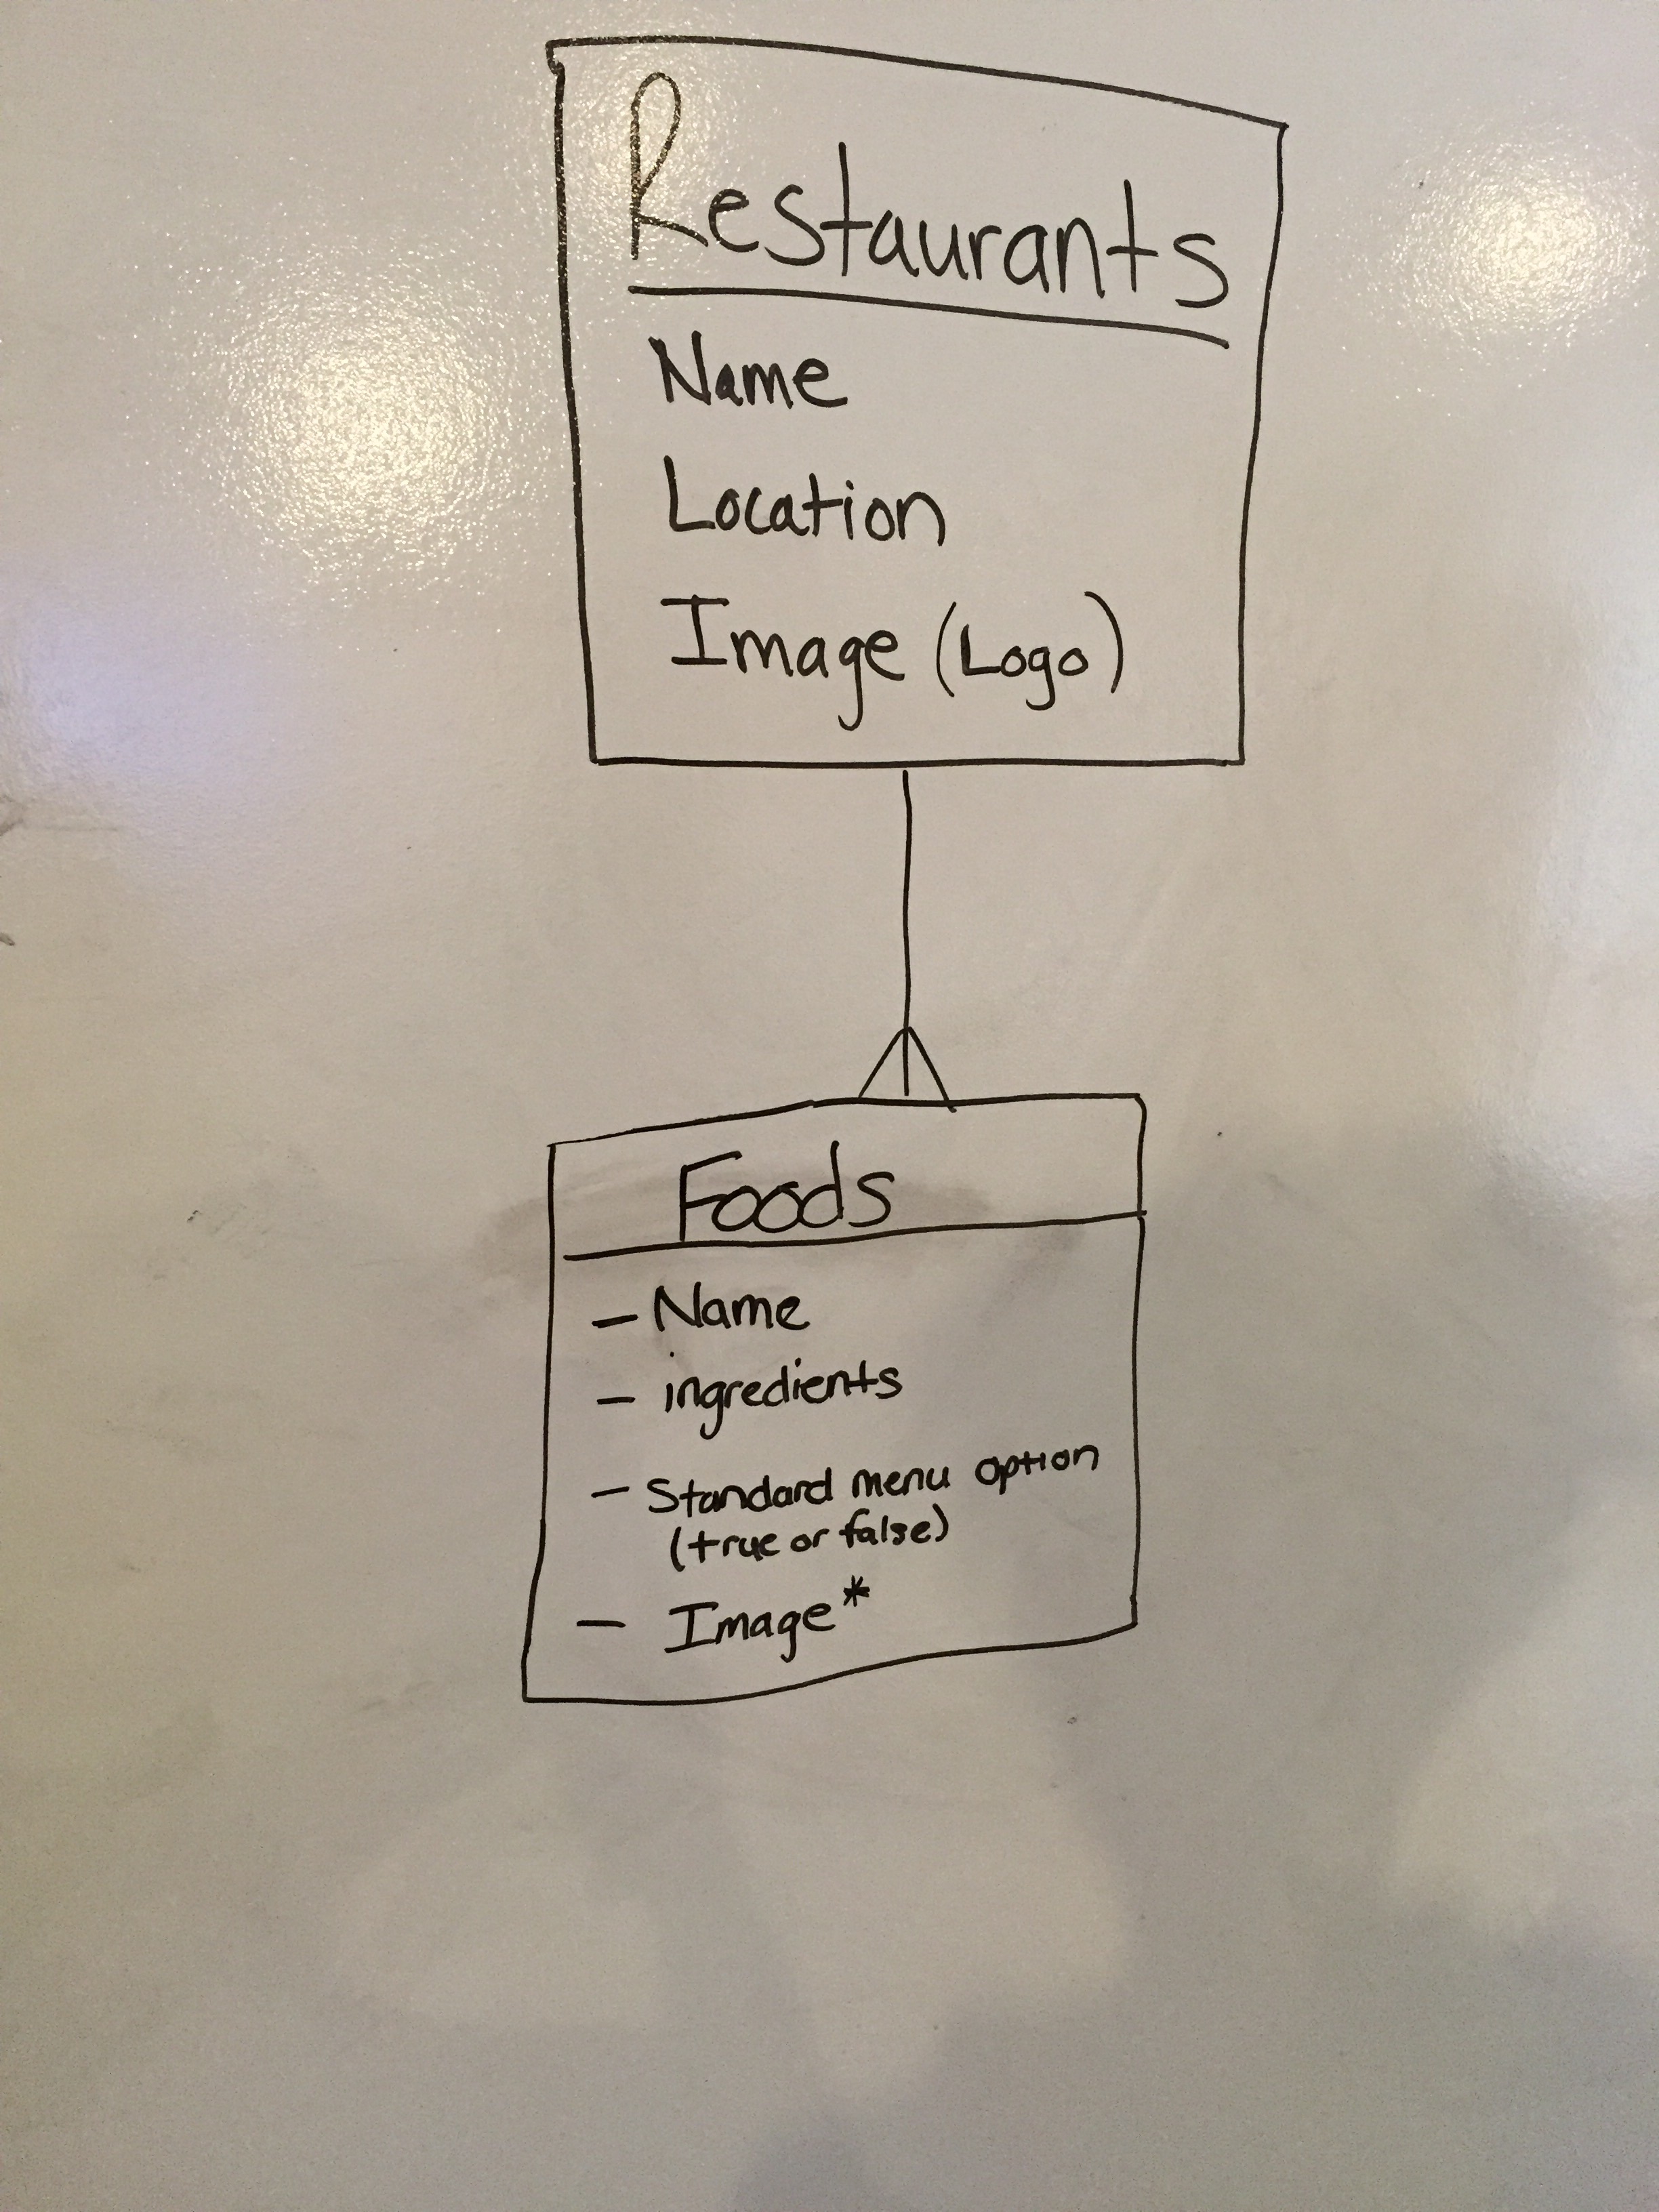 Restaurants
Name
Location
Image (Logo)
Foods
– Name
– ingredients
– Standard menu option
(true or false)
– Image*